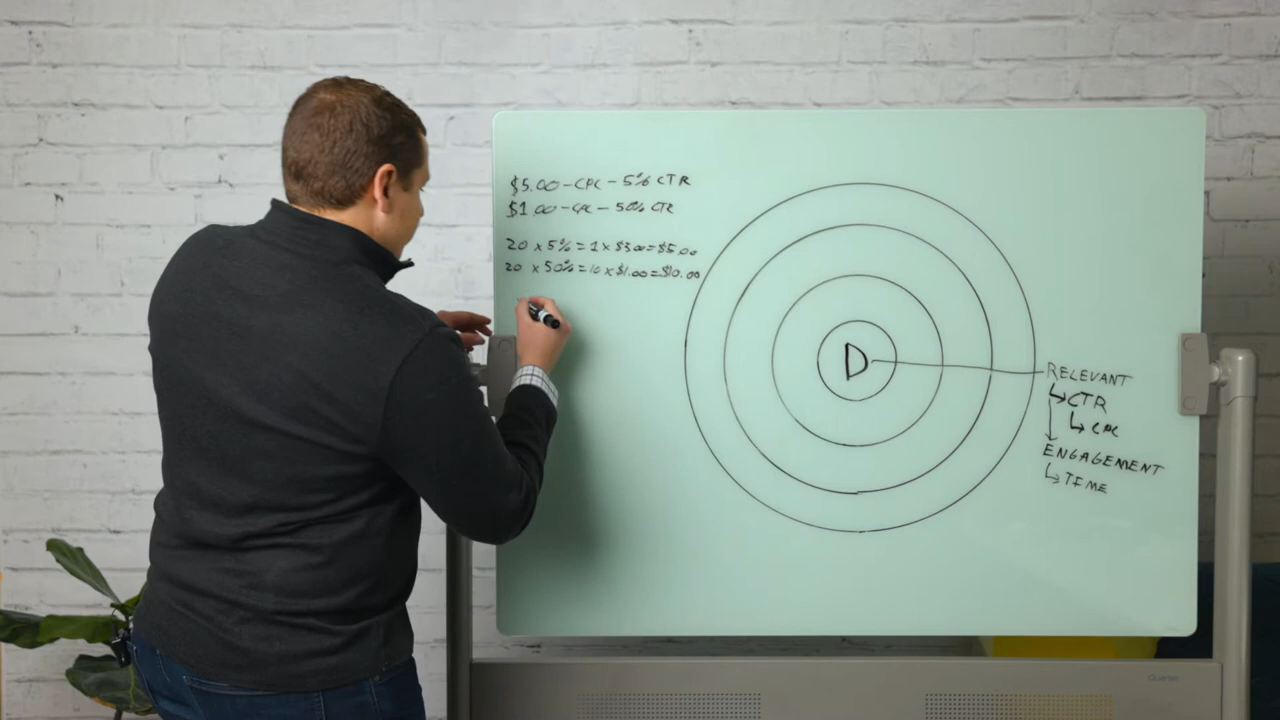 $5.00-CPC-5% CTR
$1.00-CPC-50% CTR
20 x 5%=1 x $5.00=$5.00
20 x 50%=10 x $1.00=$10.00
D
RELEVANT
↳CTR
↳CPC
ENGAGEMENT
↳TIME